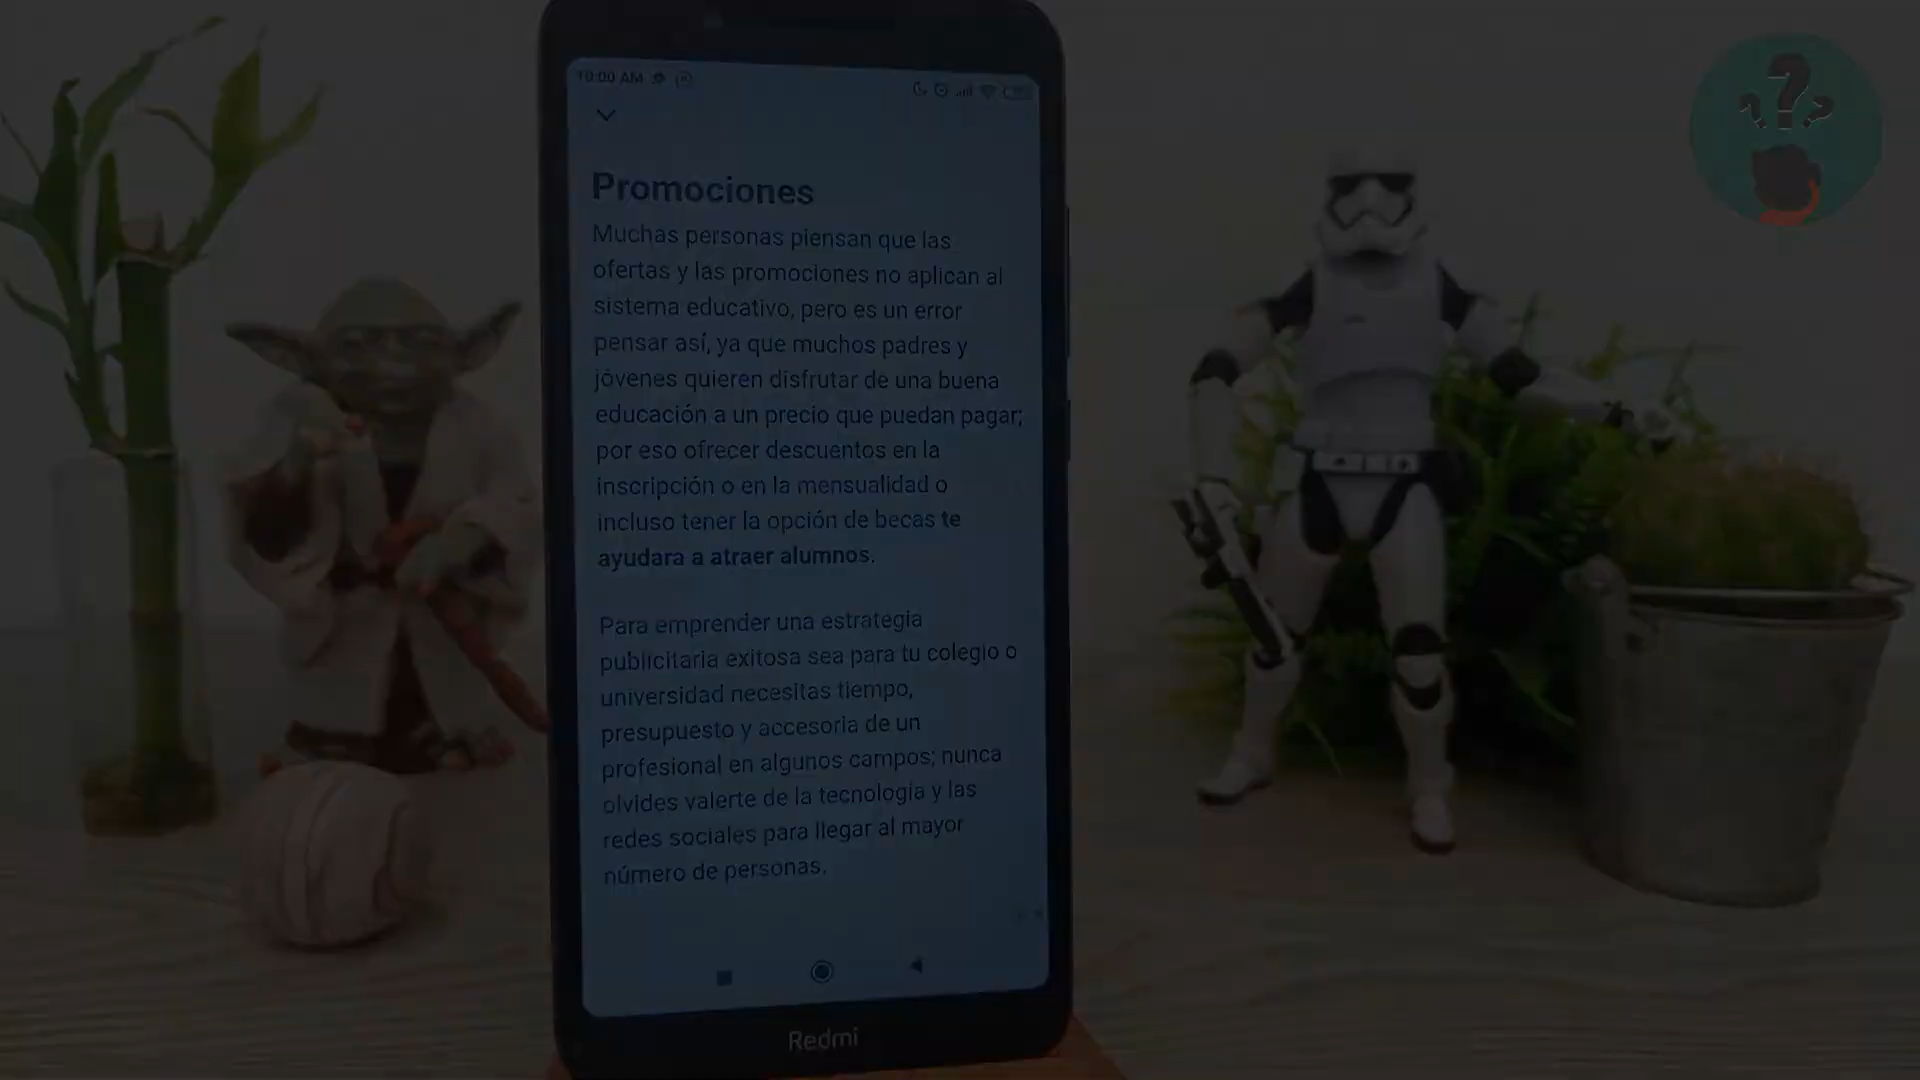 10:00 AM
Promociones
Muchas personas piensan que las
ofertas y las promociones no aplican al
sistema educativo, pero es un error
pensar así, ya que muchos padres y
jóvenes quieren disfrutar de una buena
educación a un precio que puedan pagar;
por eso ofrecer descuentos en la
inscripción o en la mensualidad o
incluso tener la opción de becas te
ayudara a atraer alumnos.
Para emprender una estrategia
publicitaria exitosa sea para tu colegio o
universidad necesitas tiempo,
presupuesto y accesoria de un
profesional en algunos campos; nunca
olvides valerte de la tecnología y las
redes sociales para llegar al mayor
número de personas.
Redmi
???